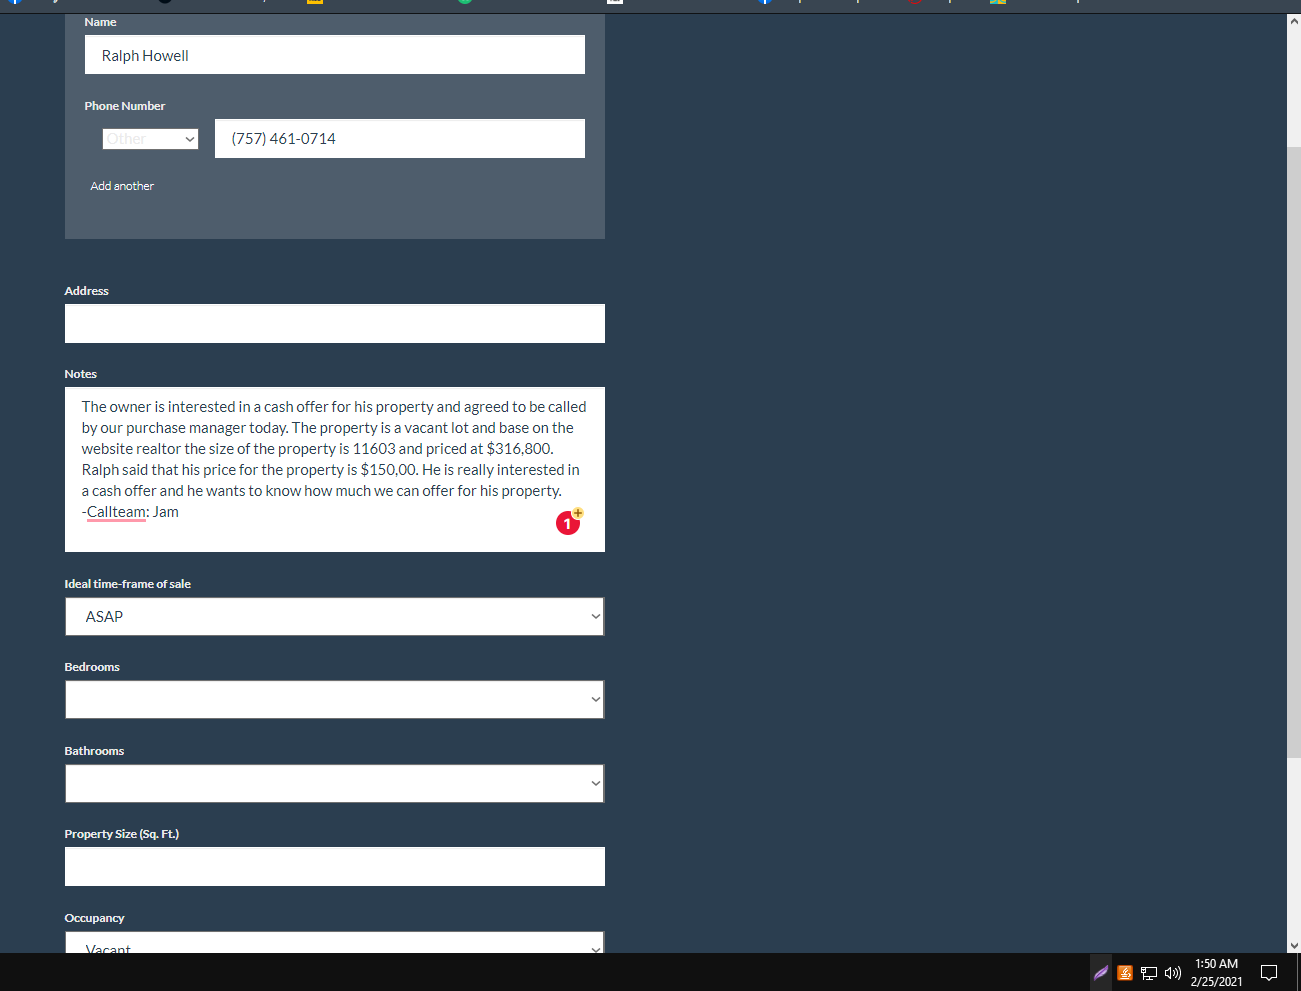 Name
Ralph Howell
Phone Number
Other
(757) 461-0714
Add another
Address
Notes
The owner is interested in a cash offer for his property and agreed to be called
by our purchase manager today. The property is a vacant lot and base on the
website realtor the size of the property is 11603 and priced at $316,800.
Ralph said that his price for the property is $150,00. He is really interested in
a cash offer and he wants to know how much we can offer for his property.
-Callteam: Jam
1
Ideal time-frame of sale
ASAP
Bedrooms
Bathrooms
Property Size (Sq. Ft.)
Occupancy
Vacant
1:50 AM
2/25/2021